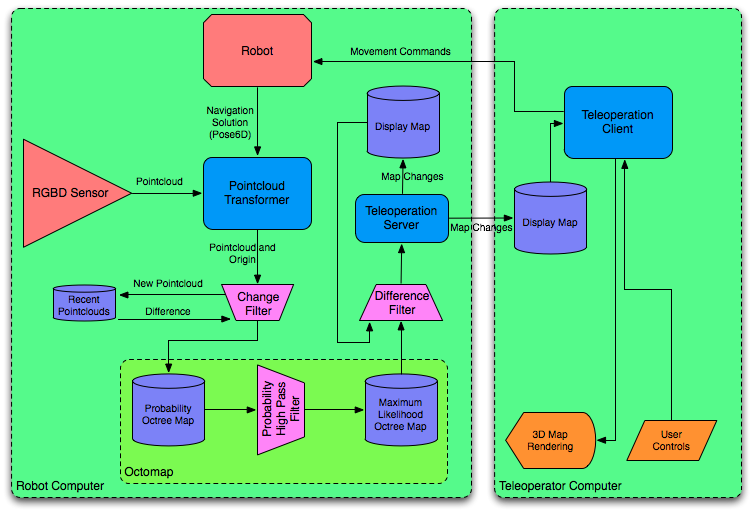 Robot
Movement Commands
Navigation
Solution
(Pose6D)
Display Map
Teleoperation
Client
RGBD Sensor
Pointcloud
Pointcloud
Transformer
Map Changes
Teleoperation
Server
Map Changes
Display Map
Pointcloud and
Origin
New Pointcloud
Recent
Pointclouds
Difference
Change
Filter
Difference
Filter
Probability
Octree Map
Probability
High Pass
Filter
Maximum
Likelihood
Octree Map
3D Map
Rendering
User
Controls
Octomap
Robot Computer
Teleoperator Computer